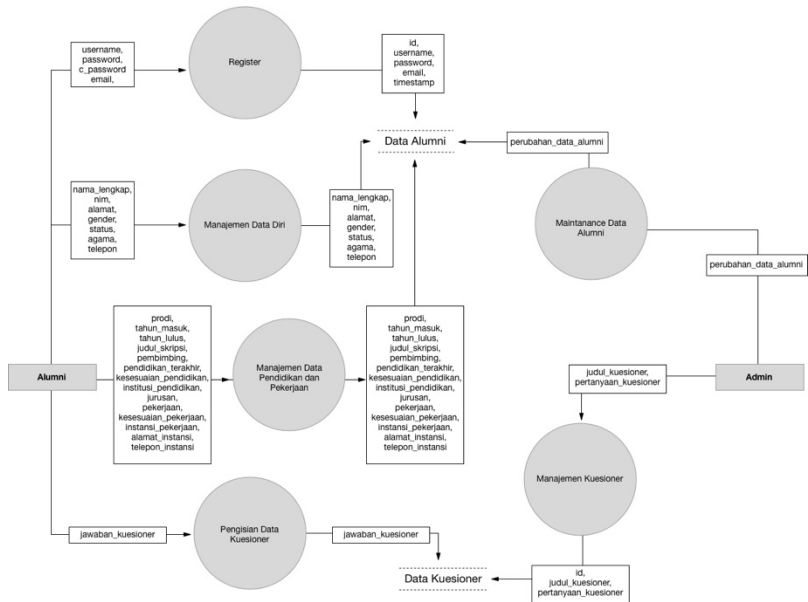 username,
password,
c_password
email,
Register
id,
username,
password,
email,
timestamp
Data Alumni
perubahan_data_alumni
nama_lengkap,
nim,
alamat,
gender,
status,
agama,
telepon
Manajemen Data Diri
nama_lengkap,
nim,
alamat,
gender,
status,
agama,
telepon
Maintanance Data
Alumni
perubahan_data_alumni
prodi,
tahun_masuk,
tahun_lulus,
judul_skripsi,
pembimbing,
pendidikan_terakhir,
kesesuaian_pendidikan,
institusi_pendidikan,
jurusan,
pekerjaan,
kesesuaian_pekerjaan,
instansi_pekerjaan,
alamat_instansi,
telepon_instansi
Manajemen Data
Pendidikan dan
Pekerjaan
prodi,
tahun_masuk,
tahun_lulus,
judul_skripsi,
pembimbing,
pendidikan_terakhir,
kesesuaian_pendidikan,
institusi_pendidikan,
jurusan,
pekerjaan,
kesesuaian_pekerjaan,
instansi_pekerjaan,
alamat_instansi,
telepon_instansi
Alumni
judul_kuesioner,
pertanyaan_kuesioner
Admin
Manajemen Kuesioner
jawaban_kuesioner
Pengisian Data
Kuesioner
jawaban_kuesioner
Data Kuesioner
id,
judul_kuesioner,
pertanyaan_kuesioner